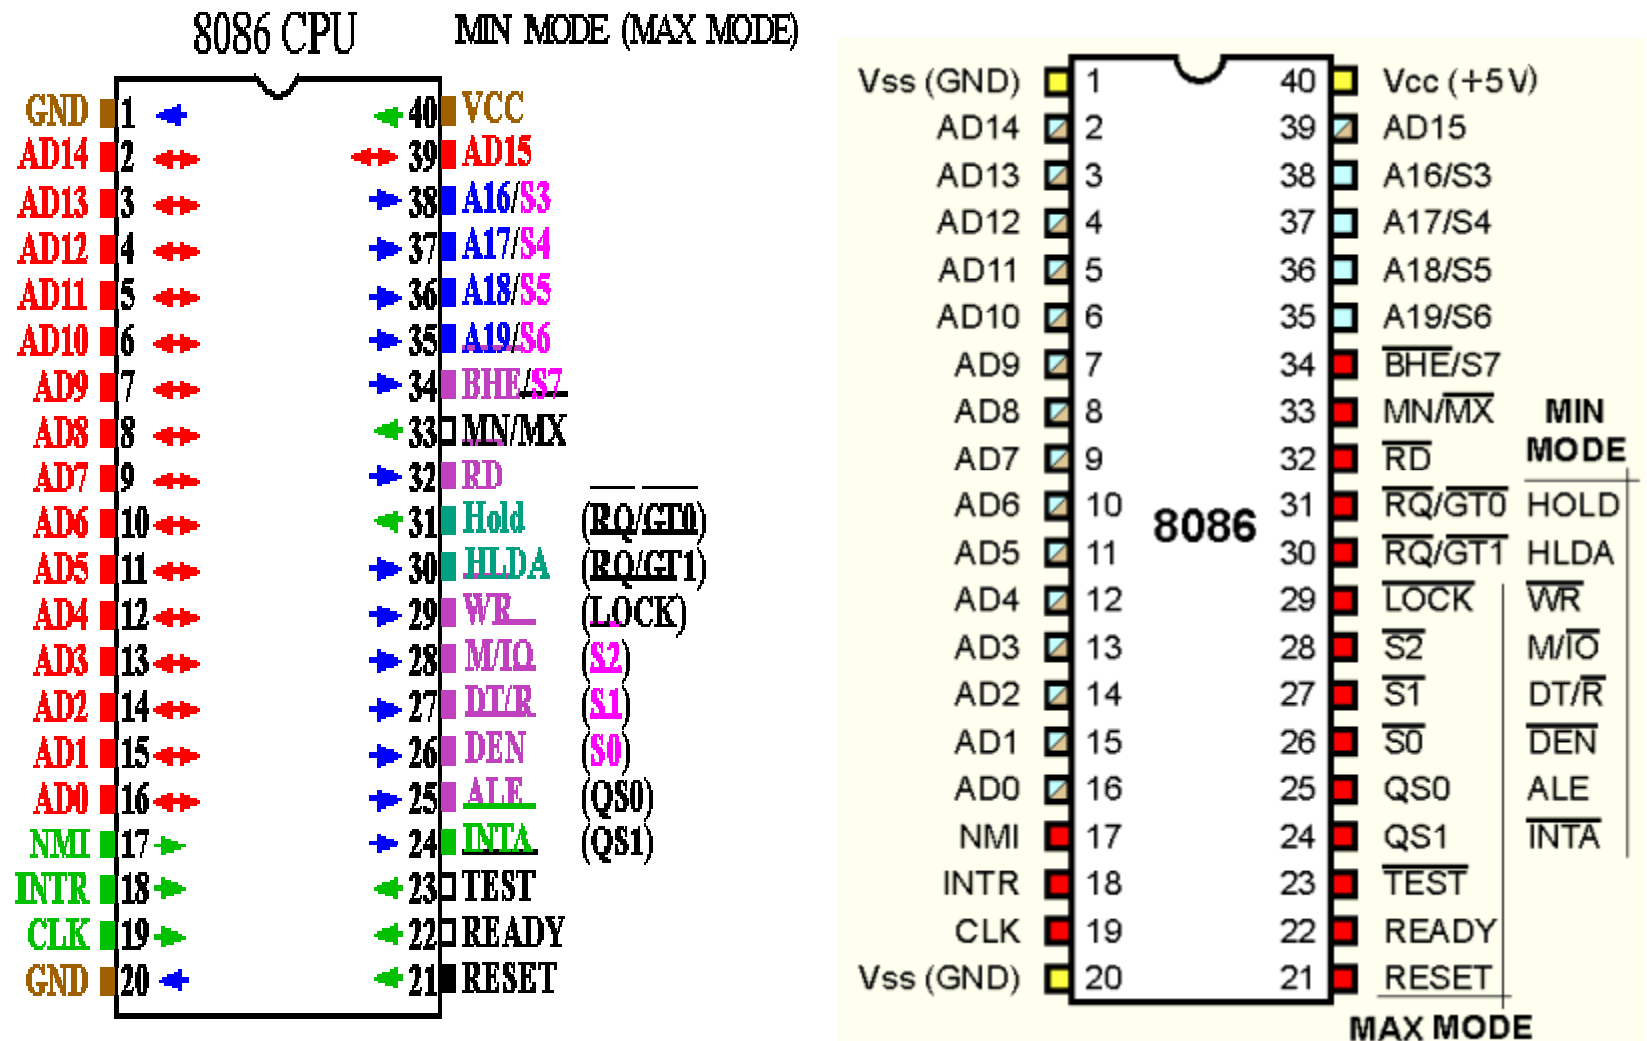 8086 CPU MIN MODE (MAX MODE)
GND 1 40 VCC
AD14 2 39 AD15
AD13 3 38 A16/S3
AD12 4 37 A17/S4
AD11 5 36 A18/S5
AD10 6 35 A19/S6
AD9 7 34 BHE/S7
AD8 8 33 MN/MX
AD7 9 32 RD
AD6 10 31 Hold (RQ/GT0)
AD5 11 30 HLDA (RQ/GT1)
AD4 12 29 WR (LOCK)
AD3 13 28 M/IO (S2)
AD2 14 27 DT/R (S1)
AD1 15 26 DEN (S0)
AD0 16 25 ALE (QS0)
NMI 17 24 INTA (QS1)
INTR 18 23 TEST
CLK 19 22 READY
GND 20 21 RESET
Vss (GND) 1 40 Vcc (+5V)
AD14 2 39 AD15
AD13 3 38 A16/S3
AD12 4 37 A17/S4
AD11 5 36 A18/S5
AD10 6 35 A19/S6
AD9 7 34 BHE/S7
AD8 8 33 MN/MX MIN
MODE
AD7 9 32 RD
AD6 10 31 RQ/GT0 HOLD
8086
AD5 11 30 RQ/GT1 HLDA
AD4 12 29 LOCK WR
AD3 13 28 S2 M/IO
AD2 14 27 S1 DT/R
AD1 15 26 S0 DEN
AD0 16 25 QS0 ALE
NMI 17 24 QS1 INTA
INTR 18 23 TEST
CLK 19 22 READY
Vss (GND) 20 21 RESET
MAX MODE